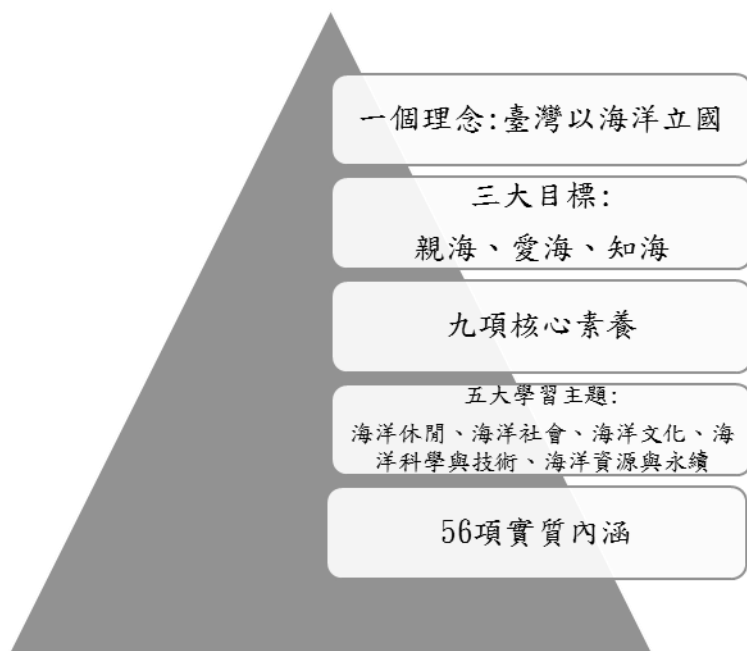 一個理念:臺灣以海洋立國
三大目標:
親海、愛海、知海
九項核心素養
五大學習主題:
海洋休閒、海洋社會、海洋文化、海
洋科學與技術、海洋資源與永續
56項實質內涵